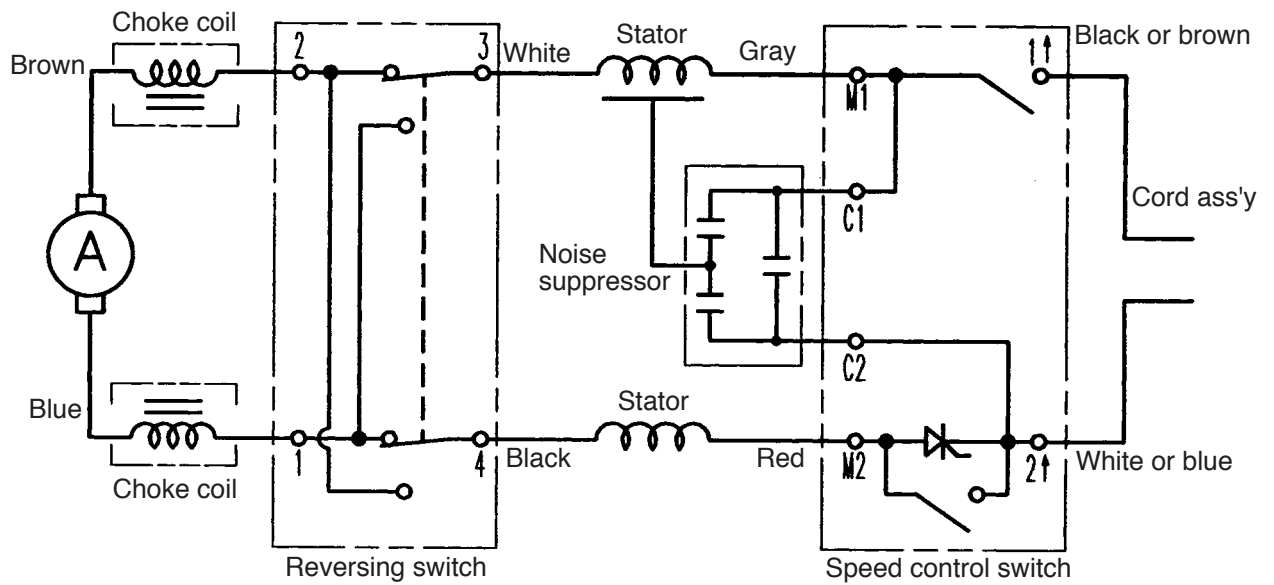 Choke coil
Brown
2
3
White
Stator
Gray
M1
1
Black or brown
A
C1
Cord ass'y
Noise
suppressor
C2
Blue
Choke coil
1
4
Black
Stator
Red
M2
2
White or blue
Reversing switch
Speed control switch